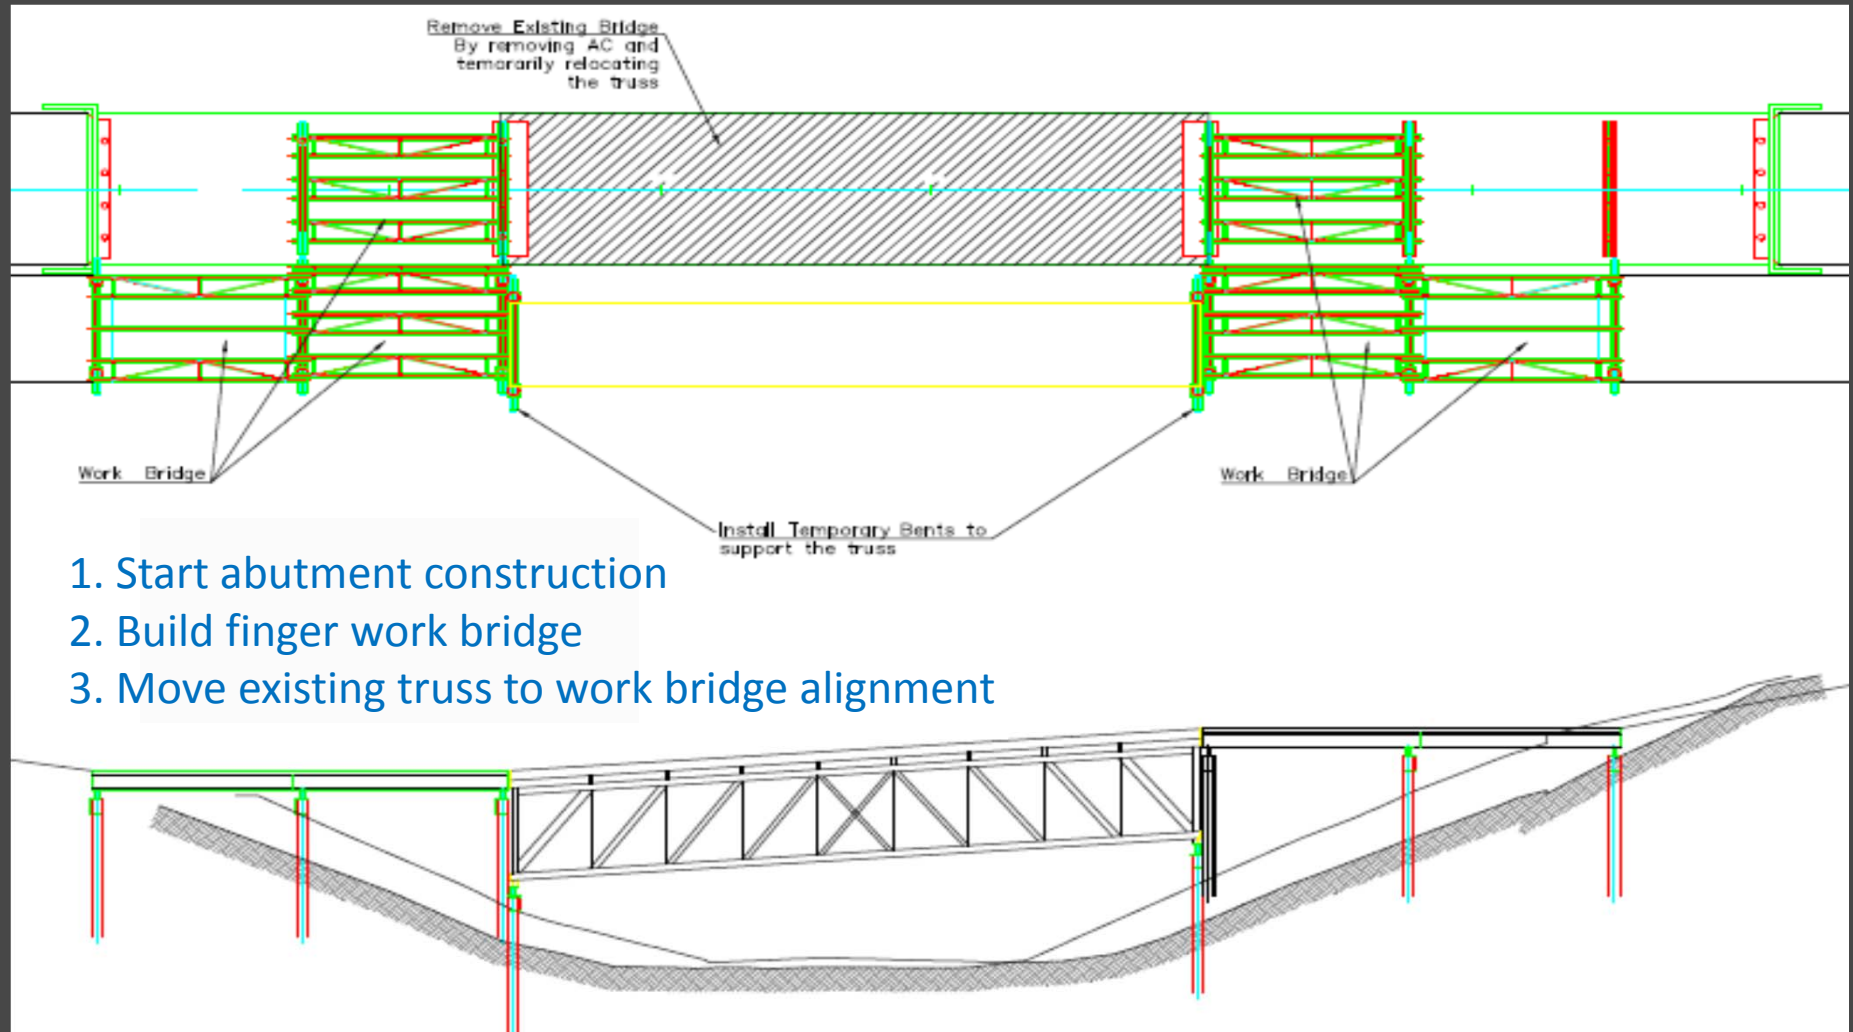 Remove Existing Bridge
By removing AC and
temorarily relocating
the truss
Work Bridge
Work Bridge
Install Temporary Bents to
support the truss
1. Start abutment construction
2. Build finger work bridge
3. Move existing truss to work bridge alignment